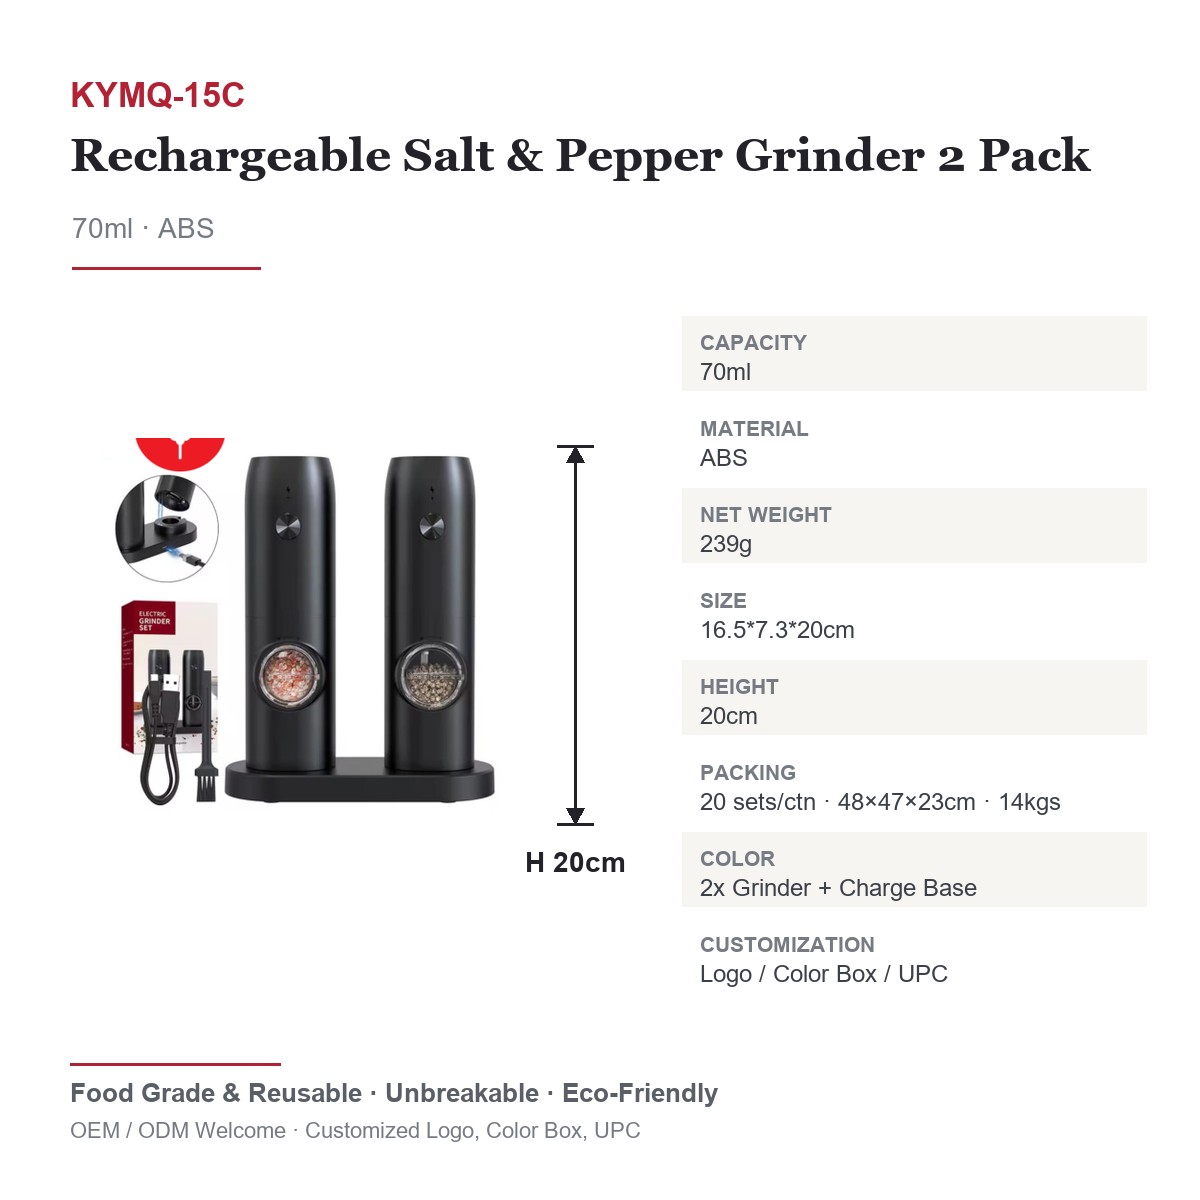 KYMQ-15C
Rechargeable Salt & Pepper Grinder 2 Pack
70ml · ABS
CAPACITY
70ml
MATERIAL
ABS
NET WEIGHT
239g
SIZE
16.5*7.3*20cm
HEIGHT
20cm
PACKING
20 sets/ctn · 48×47×23cm · 14kgs
COLOR
2x Grinder + Charge Base
CUSTOMIZATION
Logo / Color Box / UPC
ELECTRIC
GRINDER
SET
H 20cm
Food Grade & Reusable · Unbreakable · Eco-Friendly
OEM / ODM Welcome · Customized Logo, Color Box, UPC